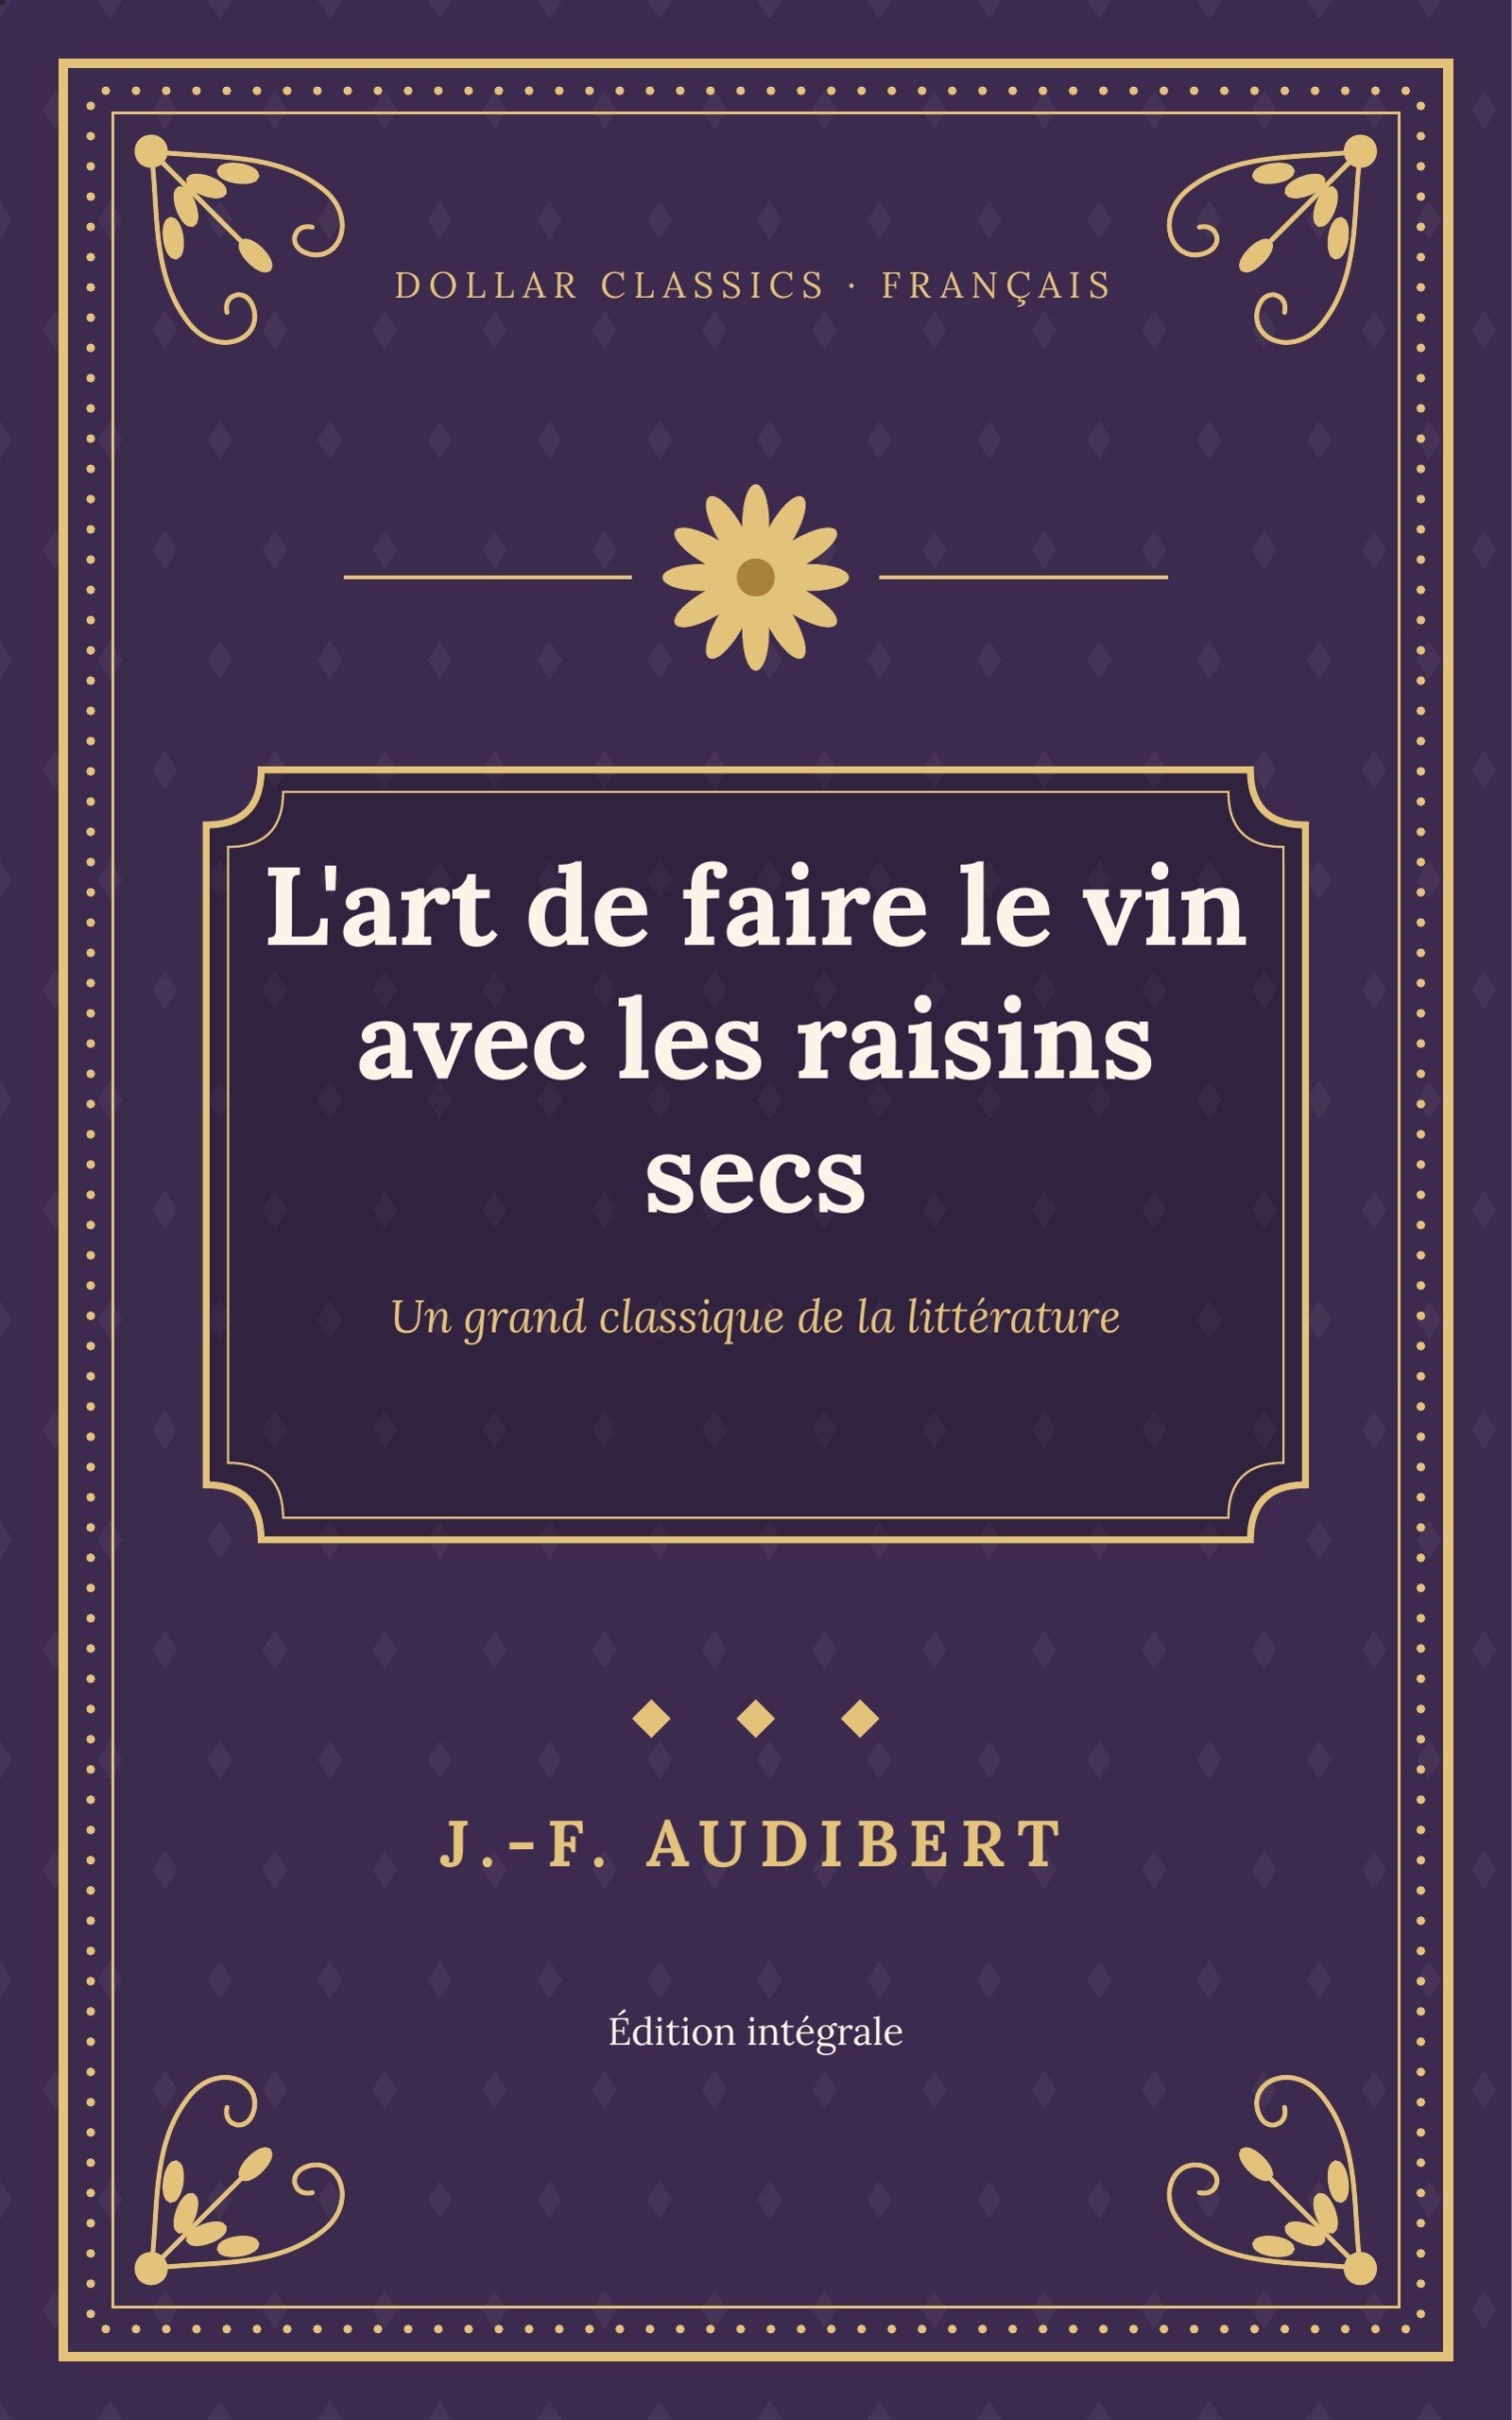 DOLLAR CLASSICS · FRANÇAIS
L'art de faire le vin
avec les raisins
secs
Un grand classique de la littérature
J.-F. AUDIBERT
Édition intégrale